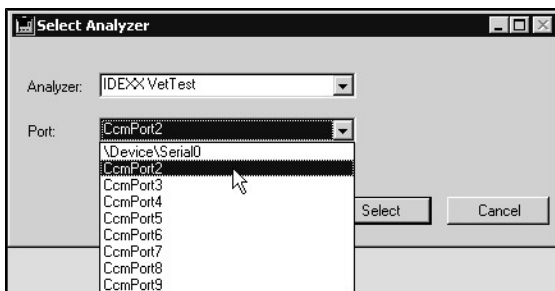 Select Analyzer
Analyzer: IDEXX VetTest
Port: CcmPort2
\Device\Serial0
CcmPort2
CcmPort3
CcmPort4
CcmPort5
CcmPort6
CcmPort7
CcmPort8
CcmPort9
Select Cancel